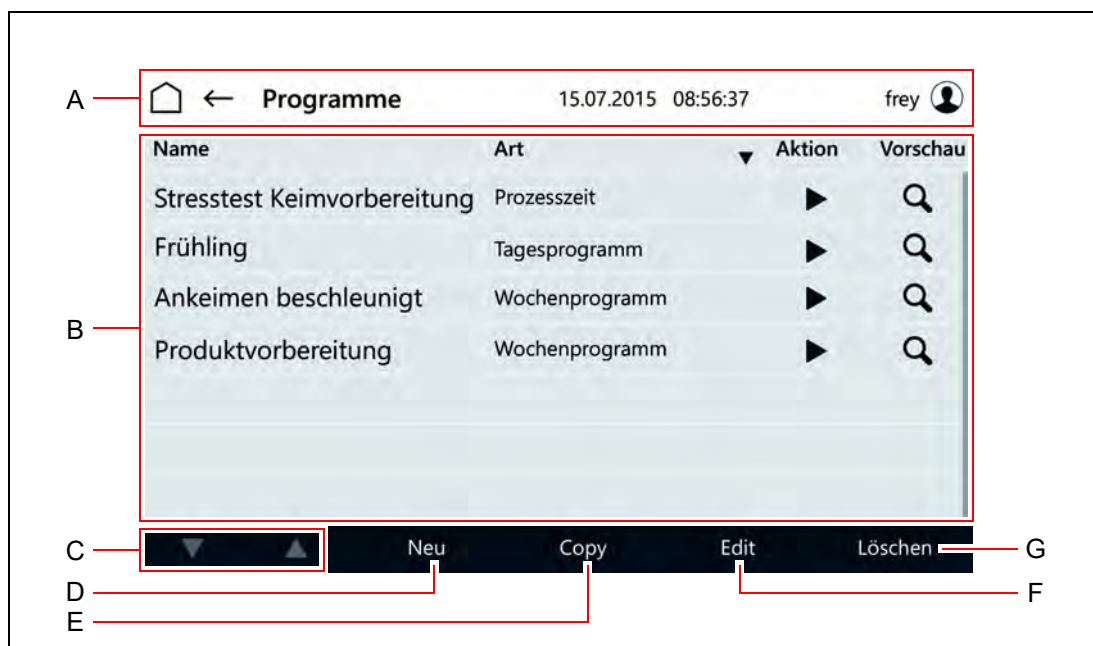 A
Programme 15.07.2015 08:56:37 frey
Name Art Aktion Vorschau
Stresstest Keimvorbereitung Prozesszeit
Frühling Tagesprogramm
Ankeimen beschleunigt Wochenprogramm
B
Produktvorbereitung Wochenprogramm
C Neu Copy Edit Löschen G
D F
E